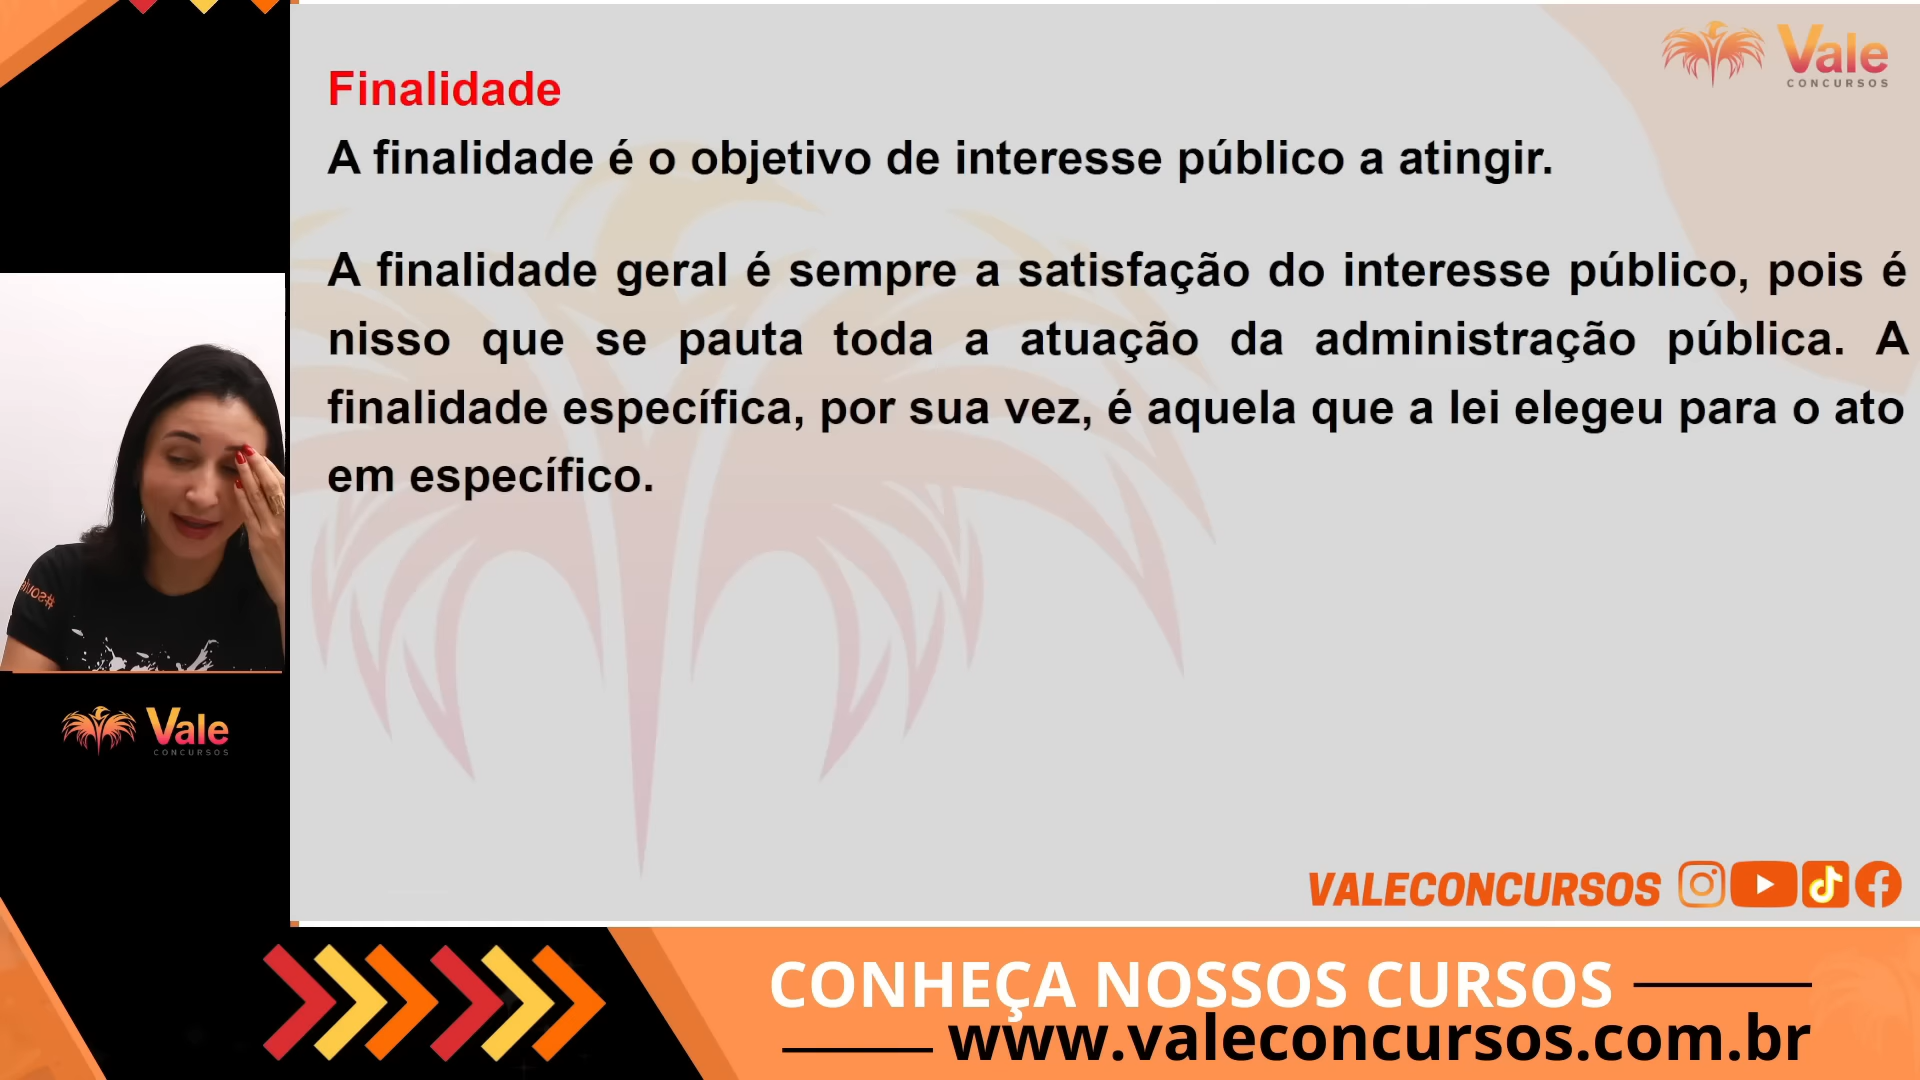 Vale
CONCURSOS
Finalidade
A finalidade é o objetivo de interesse público a atingir.
A finalidade geral é sempre a satisfação do interesse público, pois é
nisso que se pauta toda a atuação da administração pública. A
finalidade específica, por sua vez, é aquela que a lei elegeu para o ato
em específico.
Vale
CONCURSOS
VALECONCURSOS
CONHEÇA NOSSOS CURSOS
www.valeconcursos.com.br